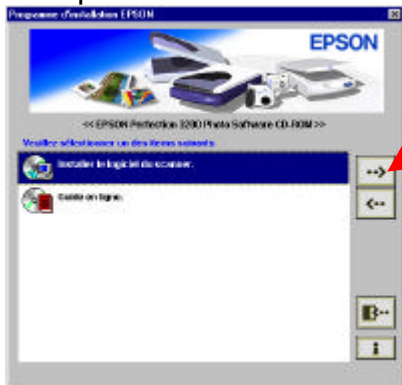 Programme d'installation EPSON
EPSON
<< EPSON Perfection 3200 Photo Software CD-ROM >>
Veuillez sélectionner un des items suivants
Installer le logiciel du scanner.
Guide en ligne.